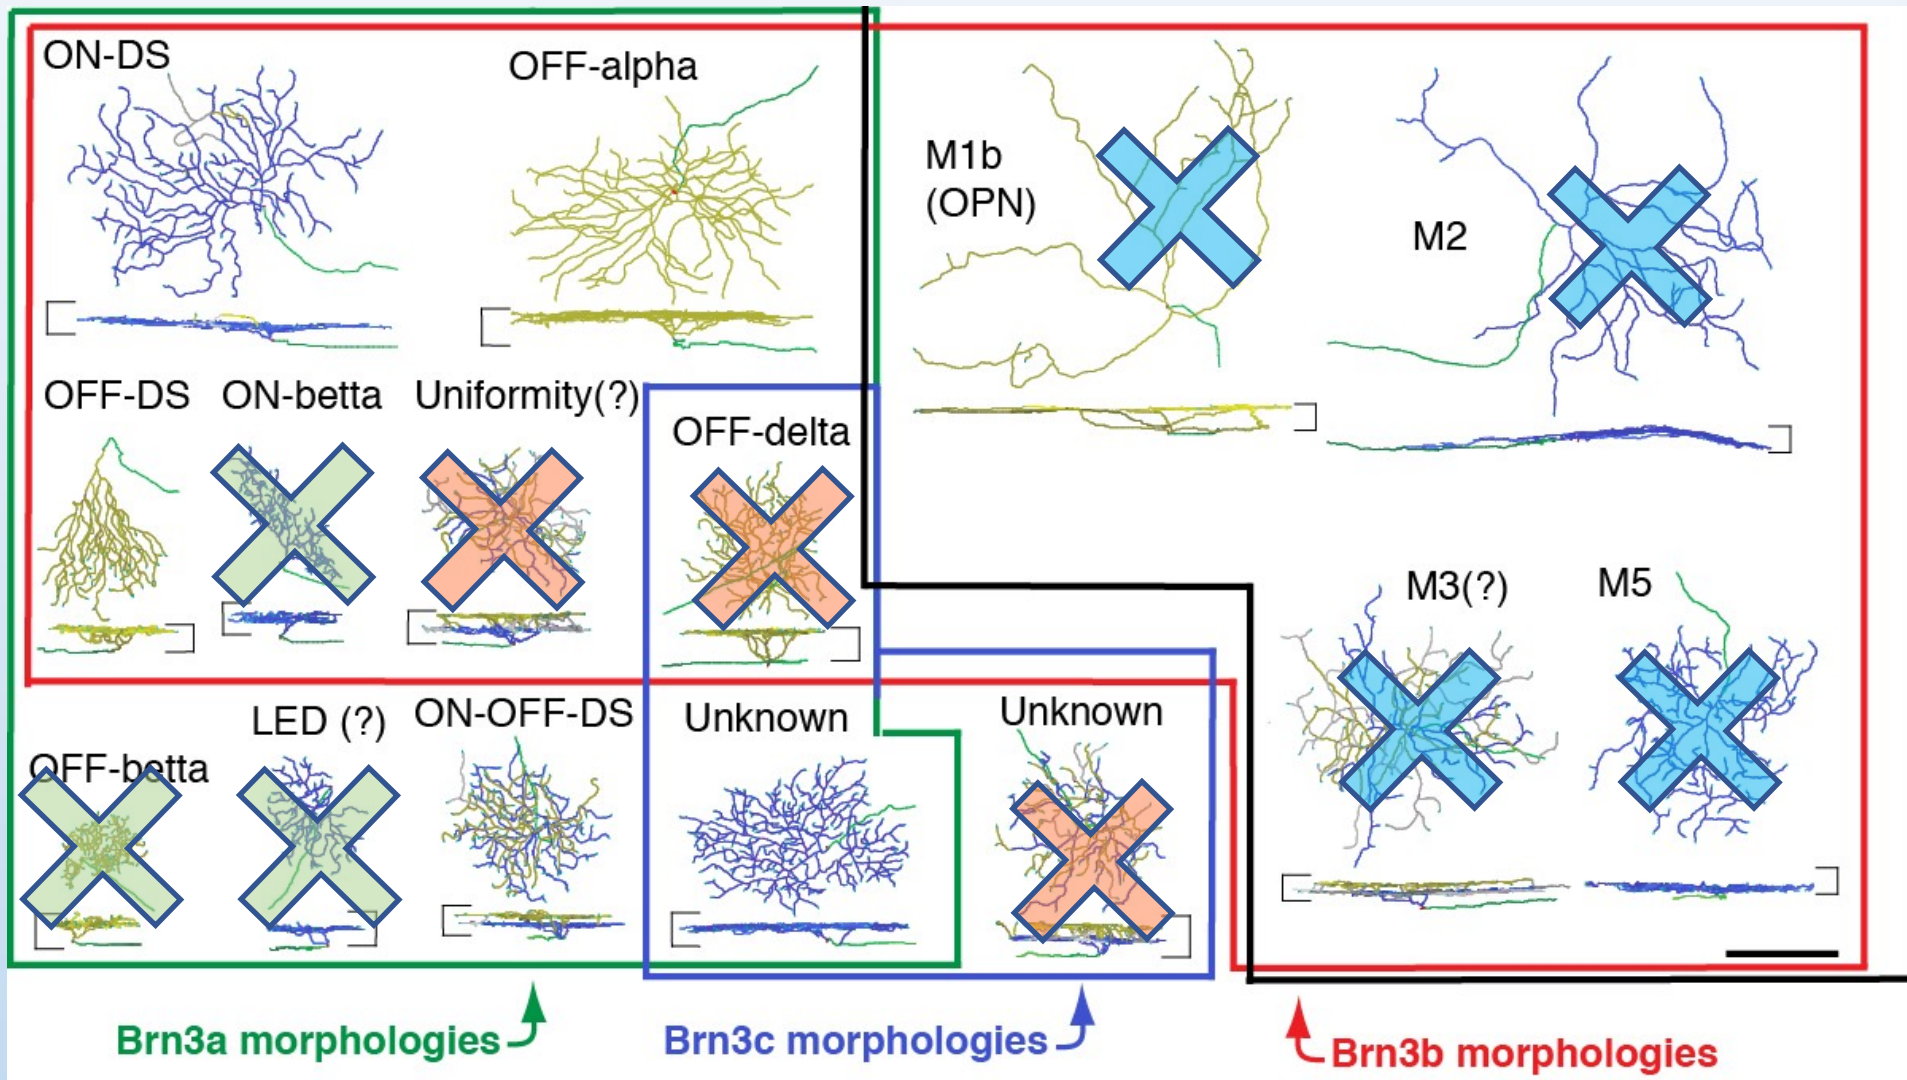 ON-DS
OFF-alpha
M1b
(OPN)
M2
OFF-DS
ON-betta
Uniformity(?)
OFF-delta
M3(?)
M5
OFF-betta
LED (?)
ON-OFF-DS
Unknown
Unknown
Brn3a morphologies
Brn3c morphologies
Brn3b morphologies